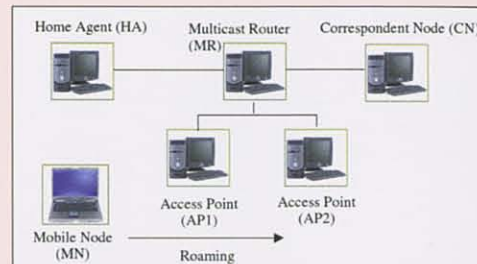 Home Agent (HA)
Multicast Router
(MR)
Correspondent Node (CN)
Access Point
(AP1)
Access Point
(AP2)
Mobile Node
(MN)
Roaming